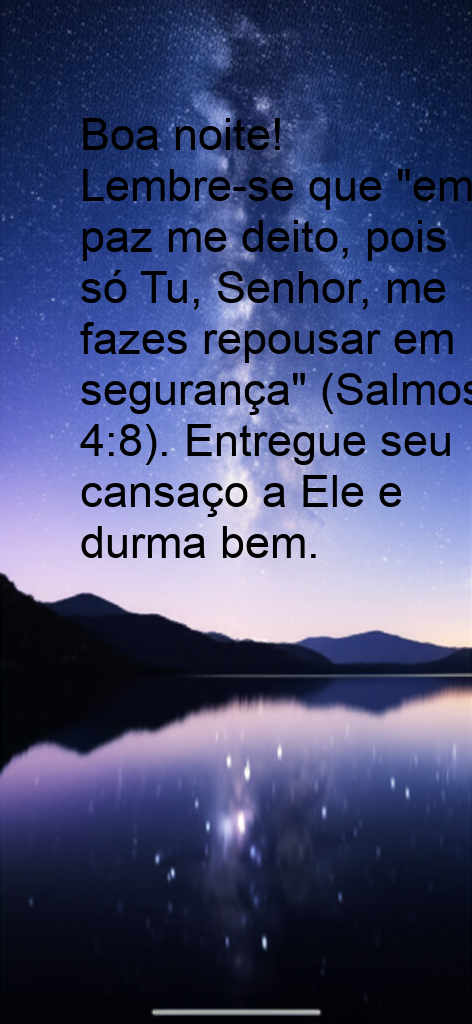 Boa noite!
Lembre-se que "em
paz me deito, pois
só Tu, Senhor, me
fazes repousar em
segurança" (Salmos
4:8). Entregue seu
cansaço a Ele e
durma bem.